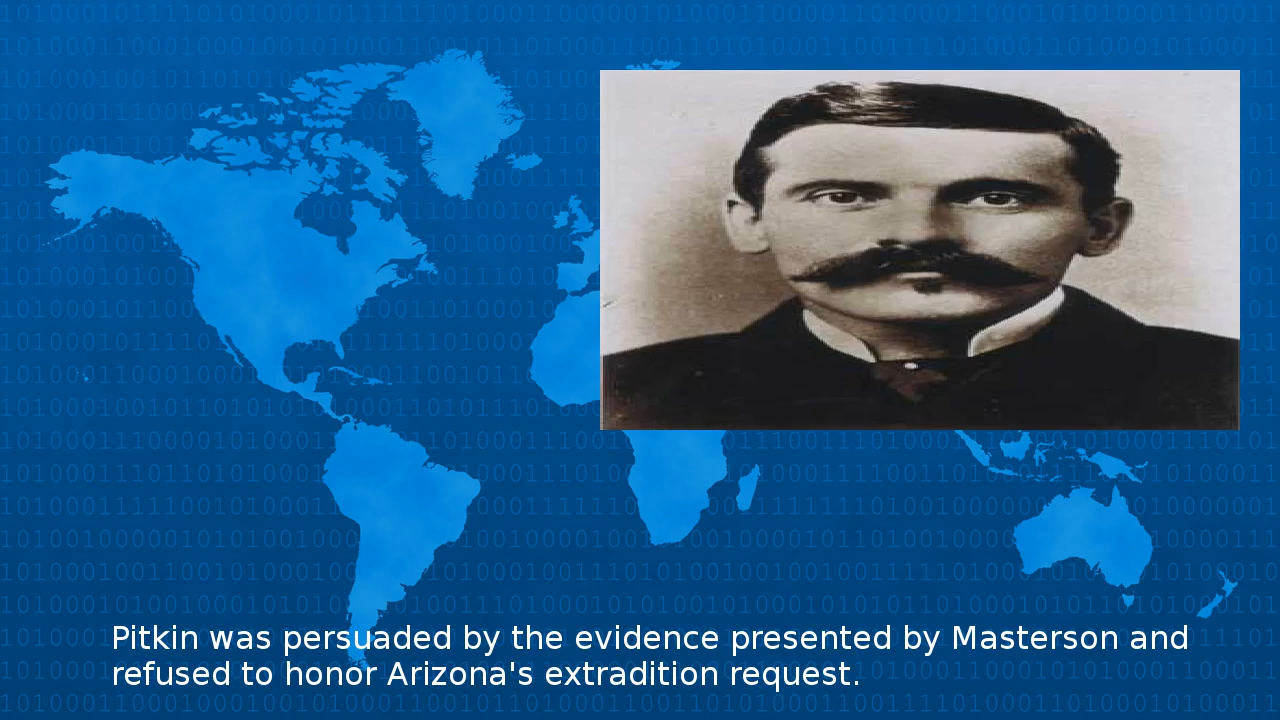 Pitkin was persuaded by the evidence presented by Masterson and
refused to honor Arizona's extradition request.